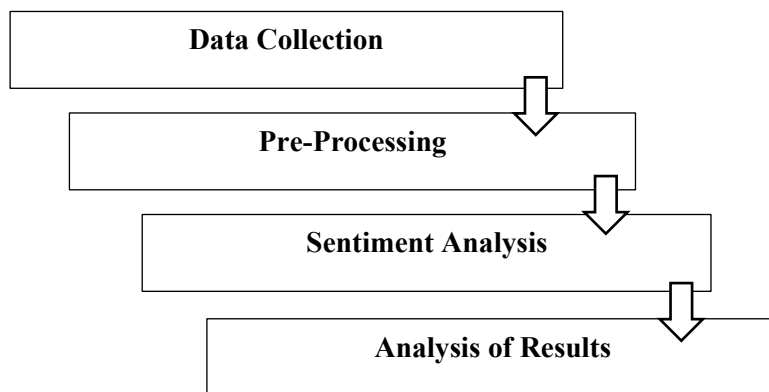 Data Collection
Pre-Processing
Sentiment Analysis
Analysis of Results